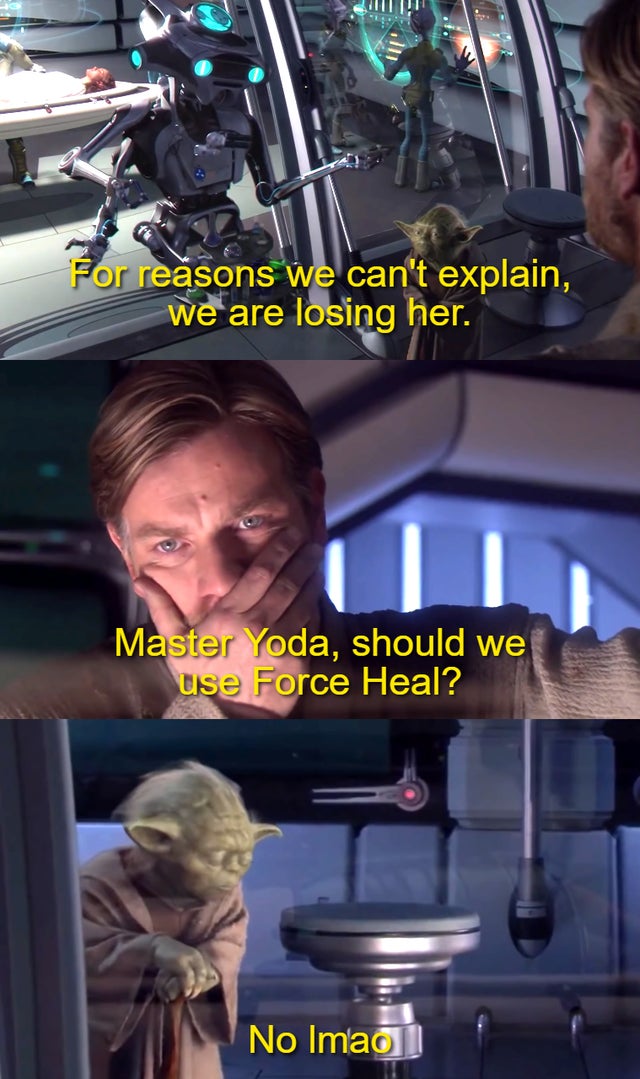 For reasons we can't explain,
we are losing her.
Master Yoda, should we
use Force Heal?
No lmao